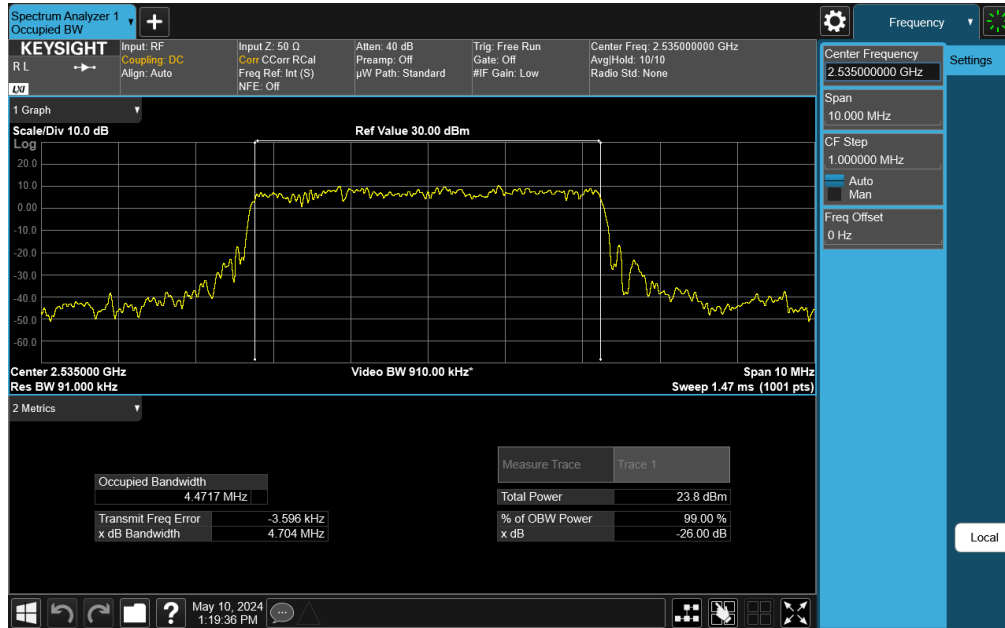 Spectrum Analyzer 1
Occupied BW
Frequency
KEYSIGHT
R L
LXI
Input: RF
Coupling: DC
Align: Auto
Input Z: 50 Ω
Corr CCorr RCal
Freq Ref: Int (S)
NFE: Off
Atten: 40 dB
Preamp: Off
µW Path: Standard
Trig: Free Run
Gate: Off
#IF Gain: Low
Center Freq: 2.535000000 GHz
Avg|Hold: 10/10
Radio Std: None
Center Frequency
2.535000000 GHz
Settings
Span
10.000 MHz
CF Step
1.000000 MHz
Auto
Man
Freq Offset
0 Hz
Local
1 Graph
Scale/Div 10.0 dB
Ref Value 30.00 dBm
Log
20.0
10.0
0.00
-10.0
-20.0
-30.0
-40.0
-50.0
-60.0
Center 2.535000 GHz
Video BW 910.00 kHz*
Span 10 MHz
Res BW 91.000 kHz
Sweep 1.47 ms (1001 pts)
2 Metrics
Measure Trace
Trace 1
Occupied Bandwidth
4.4717 MHz
Total Power
23.8 dBm
Transmit Freq Error
-3.596 kHz
% of OBW Power
99.00 %
x dB Bandwidth
4.704 MHz
x dB
-26.00 dB
?
May 10, 2024
1:19:36 PM